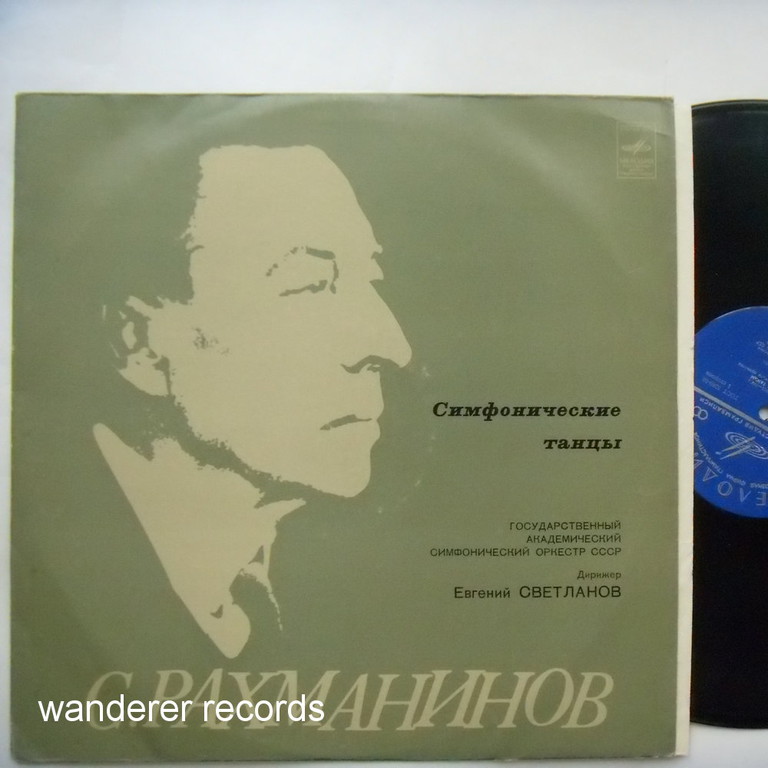 Симфонические
танцы
ГОСУДАРСТВЕННЫЙ
АКАДЕМИЧЕСКИЙ
СИМФОНИЧЕСКИЙ ОРКЕСТР СССР
Дирижер
Евгений СВЕТЛАНОВ
С. РАХМАНИНОВ
wanderer records